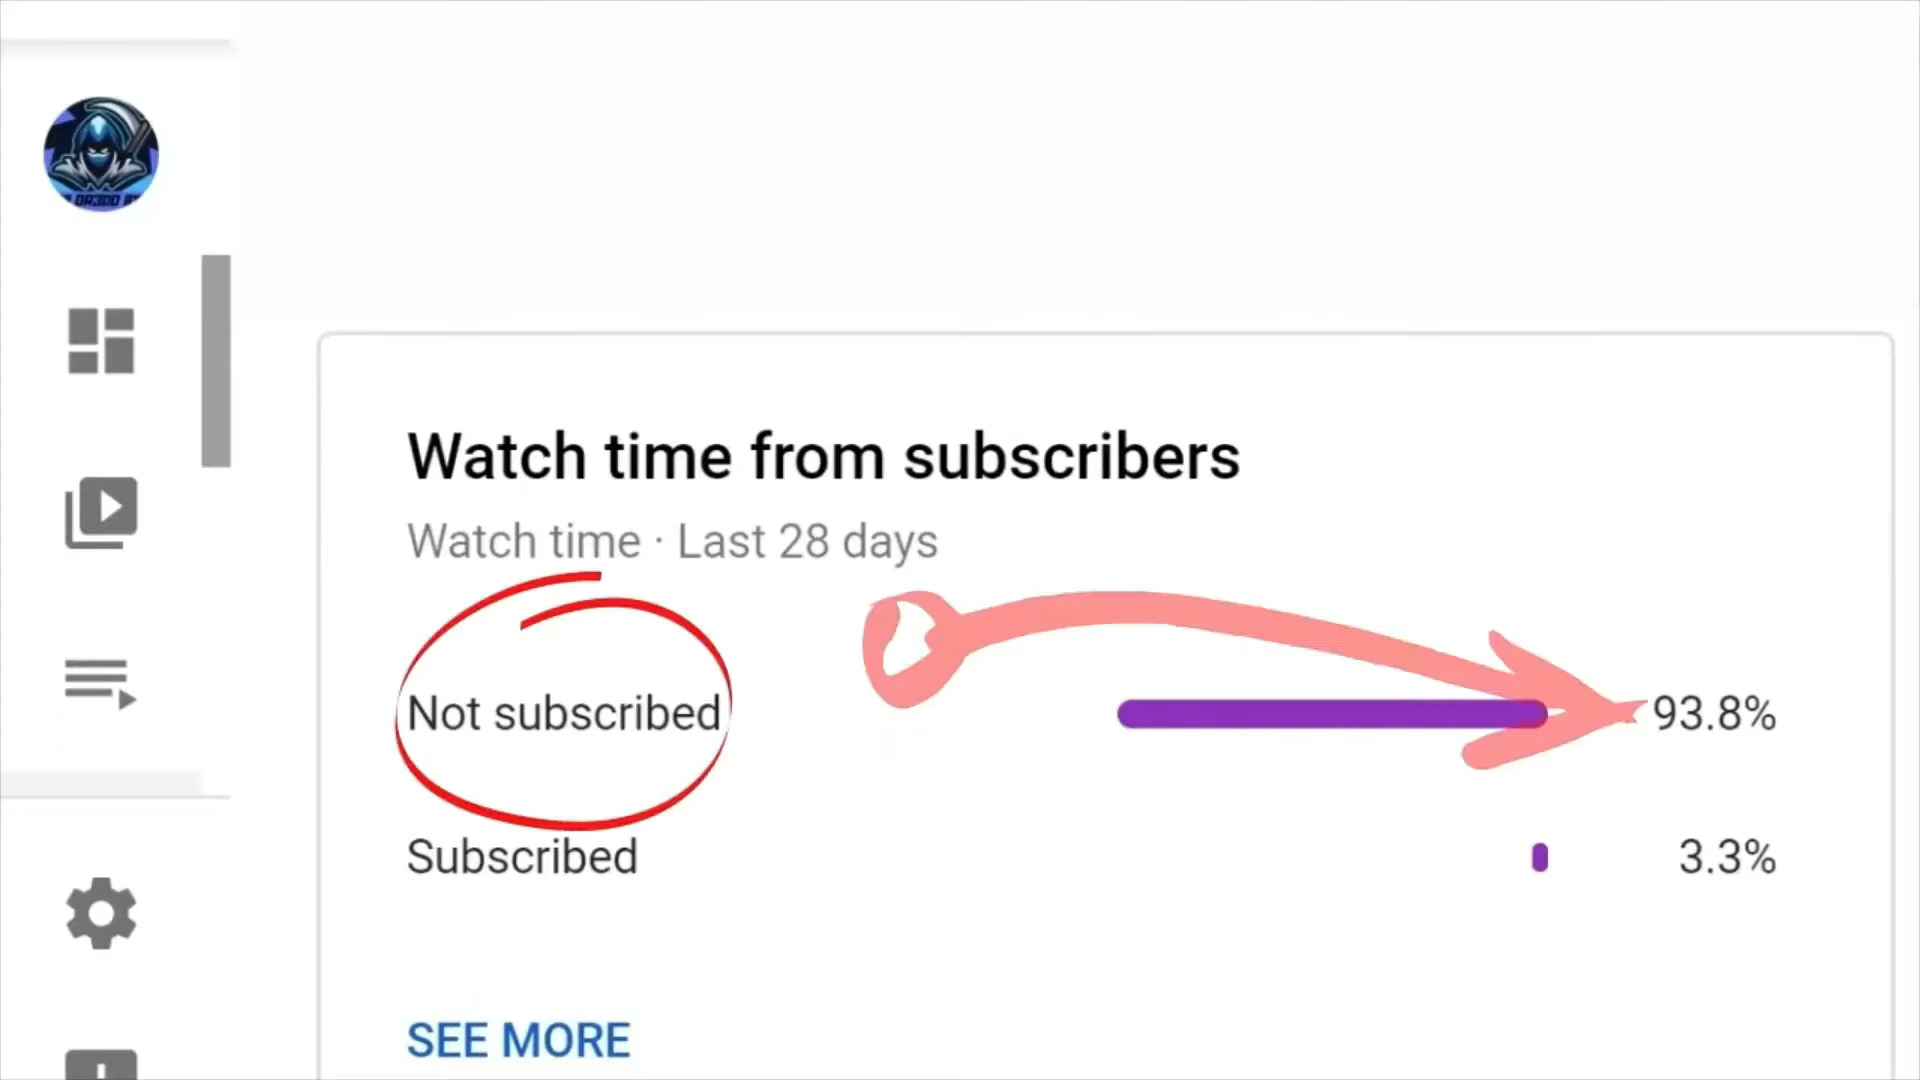 Watch time from subscribers
Watch time · Last 28 days
Not subscribed 93.8%
Subscribed 3.3%
SEE MORE